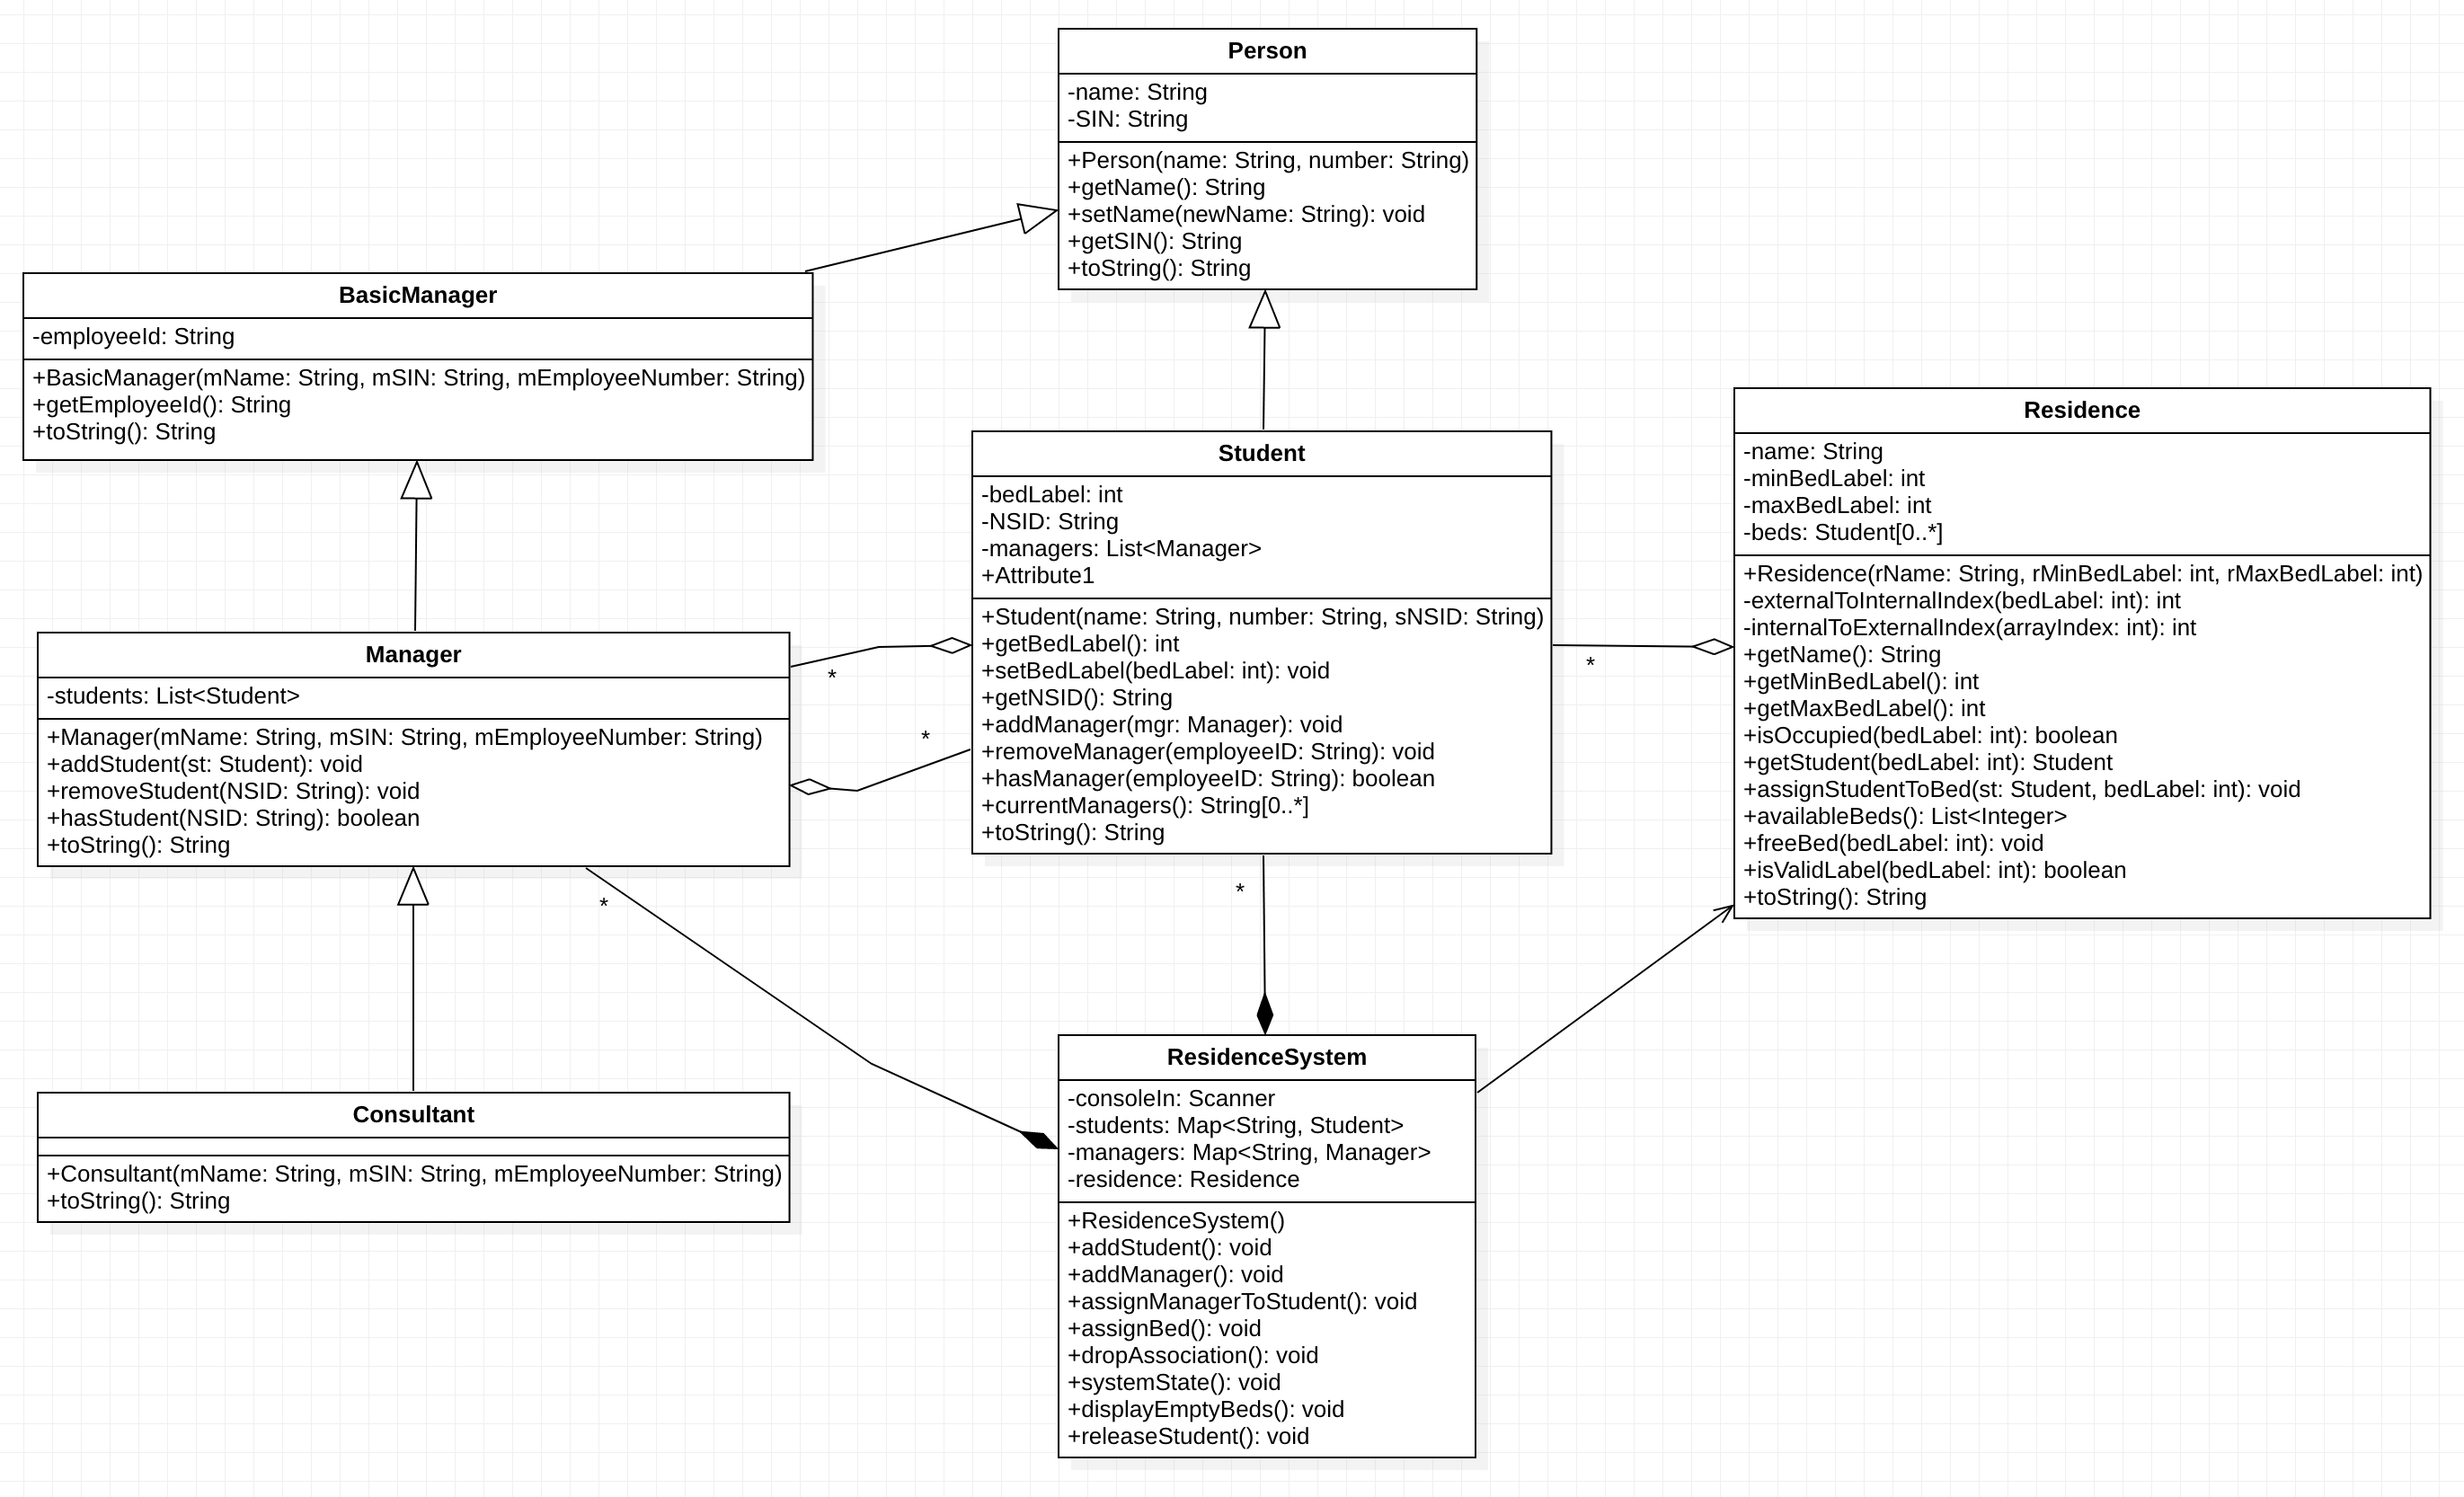 Person
-name: String
-SIN: String
+Person(name: String, number: String)
+getName(): String
+setName(newName: String): void
+getSIN(): String
+toString(): String
BasicManager
-employeeId: String
+BasicManager(mName: String, mSIN: String, mEmployeeNumber: String)
+getEmployeeId(): String
+toString(): String
Student
-bedLabel: int
-NSID: String
-managers: List<Manager>
+Attribute1
+Student(name: String, number: String, sNSID: String)
+getBedLabel(): int
+setBedLabel(bedLabel: int): void
+getNSID(): String
+addManager(mgr: Manager): void
+removeManager(employeeID: String): void
+hasManager(employeeID: String): boolean
+currentManagers(): String[0..*]
+toString(): String
Residence
-name: String
-minBedLabel: int
-maxBedLabel: int
-beds: Student[0..*]
+Residence(rName: String, rMinBedLabel: int, rMaxBedLabel: int)
-externalToInternalIndex(bedLabel: int): int
-internalToExternalIndex(arrayIndex: int): int
+getName(): String
+getMinBedLabel(): int
+getMaxBedLabel(): int
+isOccupied(bedLabel: int): boolean
+getStudent(bedLabel: int): Student
+assignStudentToBed(st: Student, bedLabel: int): void
+availableBeds(): List<Integer>
+freeBed(bedLabel: int): void
+isValidLabel(bedLabel: int): boolean
+toString(): String
Manager
-students: List<Student>
+Manager(mName: String, mSIN: String, mEmployeeNumber: String)
+addStudent(st: Student): void
+removeStudent(NSID: String): void
+hasStudent(NSID: String): boolean
+toString(): String
*
*
*
*
*
Consultant
+Consultant(mName: String, mSIN: String, mEmployeeNumber: String)
+toString(): String
ResidenceSystem
-consoleIn: Scanner
-students: Map<String, Student>
-managers: Map<String, Manager>
-residence: Residence
+ResidenceSystem()
+addStudent(): void
+addManager(): void
+assignManagerToStudent(): void
+assignBed(): void
+dropAssociation(): void
+systemState(): void
+displayEmptyBeds(): void
+releaseStudent(): void